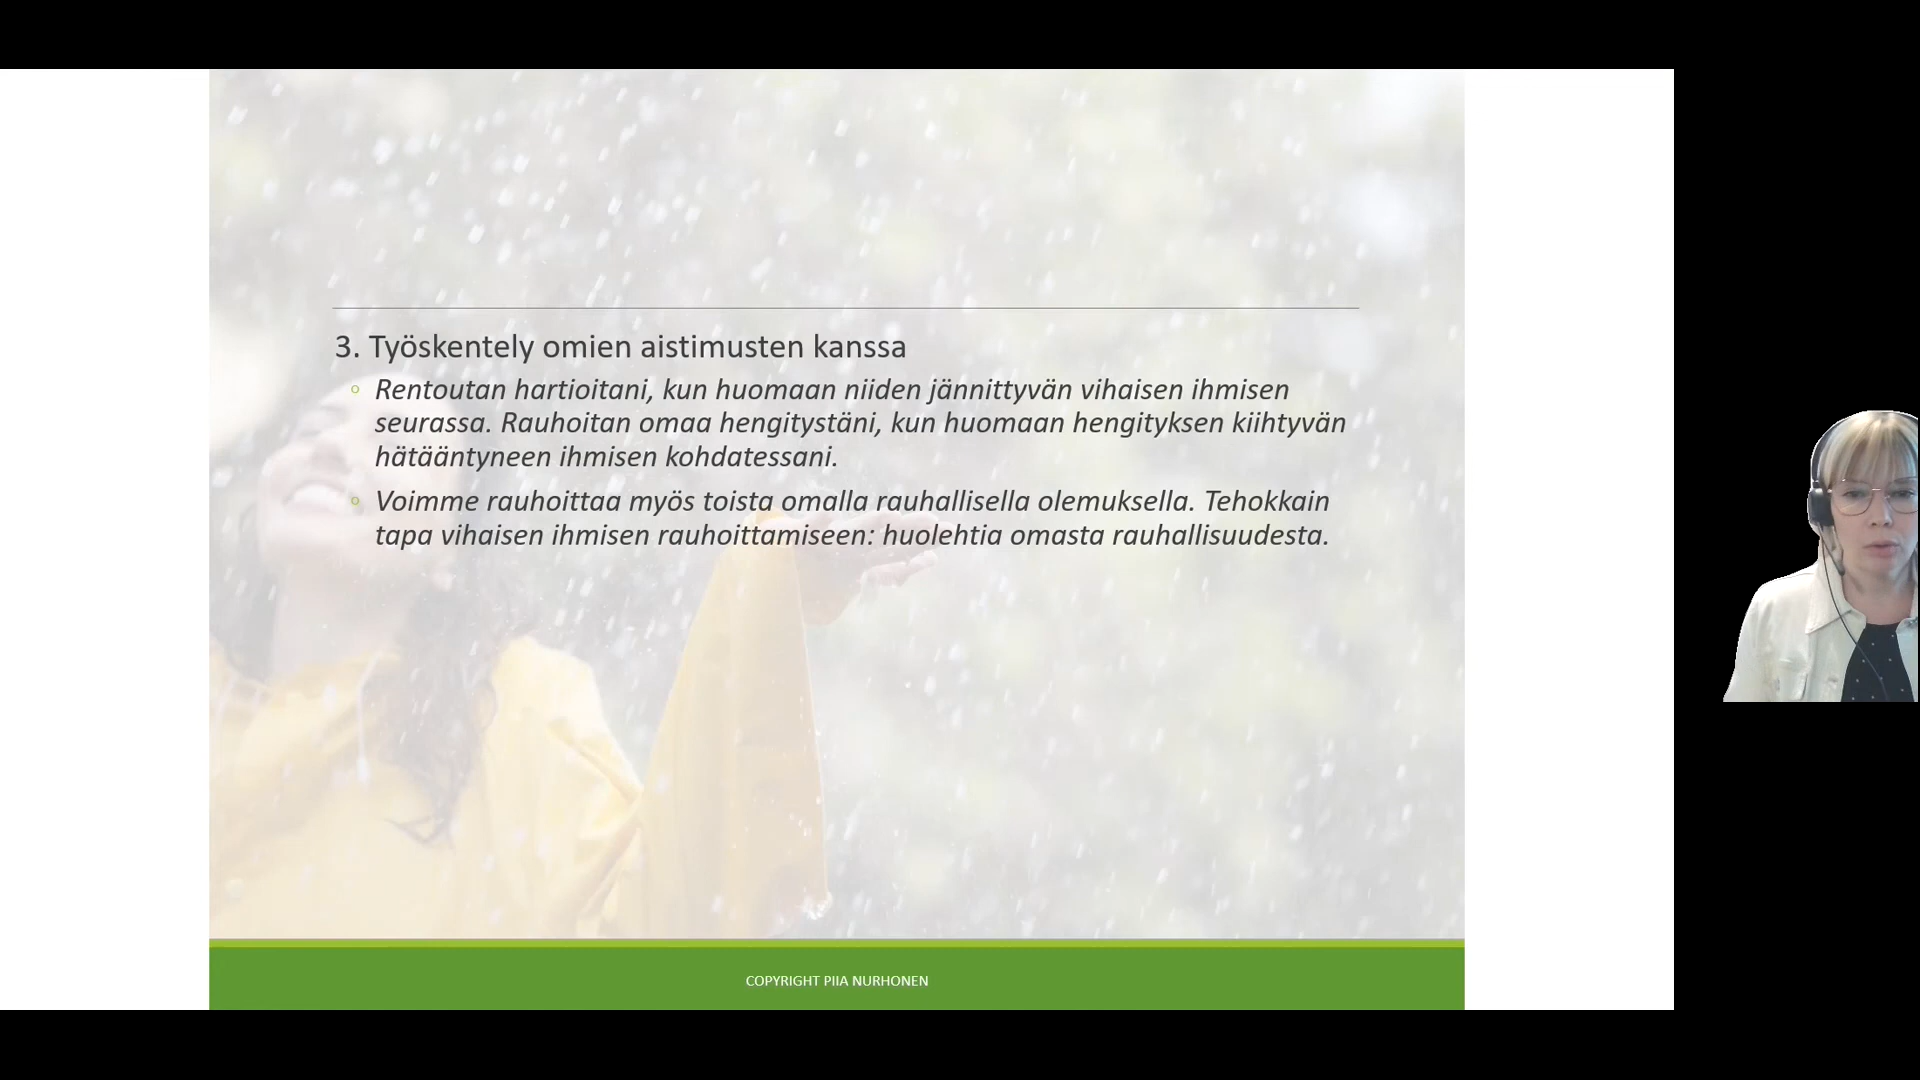 3. Työskentely omien aistimusten kanssa
◦ Rentoutan hartioitani, kun huomaan niiden jännittyvän vihaisen ihmisen
seurassa. Rauhoitan omaa hengitystäni, kun huomaan hengityksen kiihtyvän
hätääntyneen ihmisen kohdatessani.
◦ Voimme rauhoittaa myös toista omalla rauhallisella olemuksella. Tehokkain
tapa vihaisen ihmisen rauhoittamiseen: huolehtia omasta rauhallisuudesta.
COPYRIGHT PIIA NURHONEN